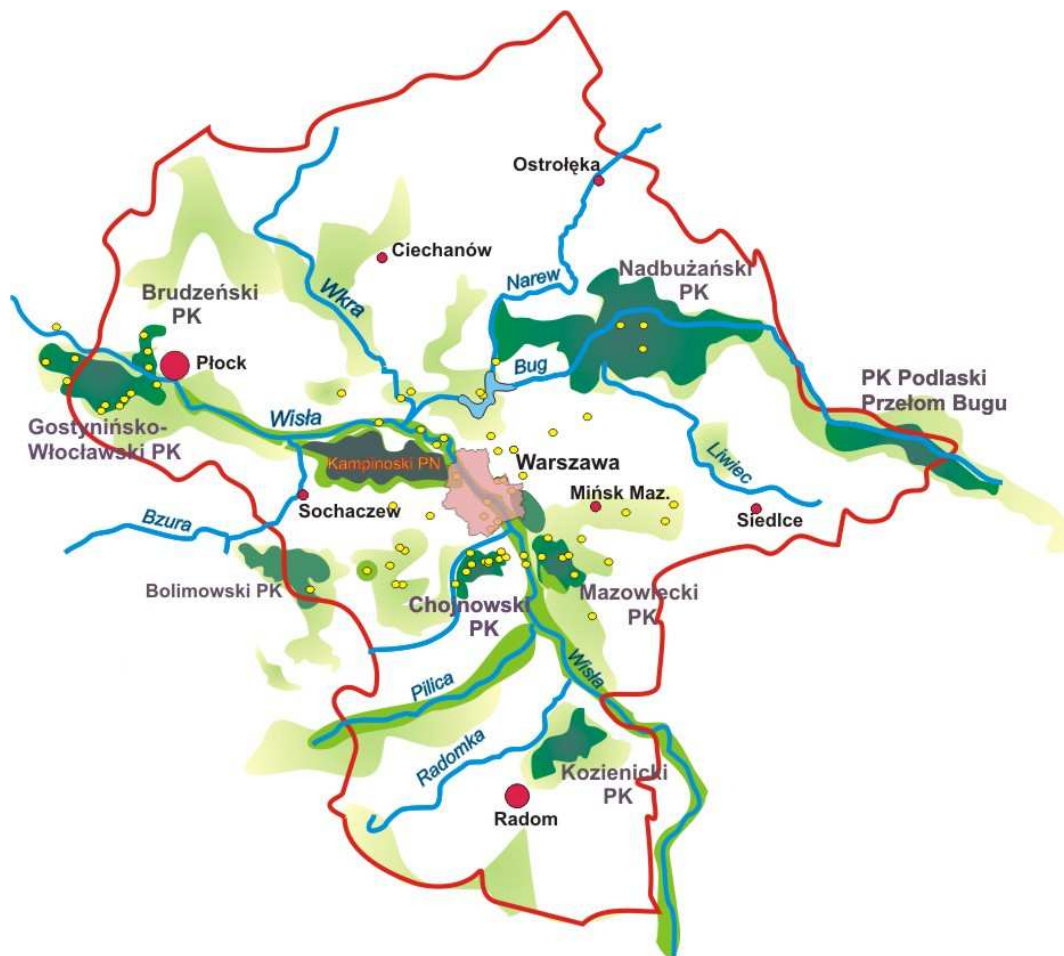 Ostrołęka
Ciechanów
Narew
Nadbużański
PK
Brudzeński
PK
Wkra
Płock
Bug
PK Podlaski
Przełom Bugu
Gostynińsko-
Włocławski PK
Wisła
Kampinoski PN
Warszawa
Liwiec
Mińsk Maz.
Sochaczew
Siedlce
Bzura
Bolimowski PK
Chojnowski
PK
Mazowiecki
PK
Pilica
Wisła
Radomka
Kozienicki
PK
Radom